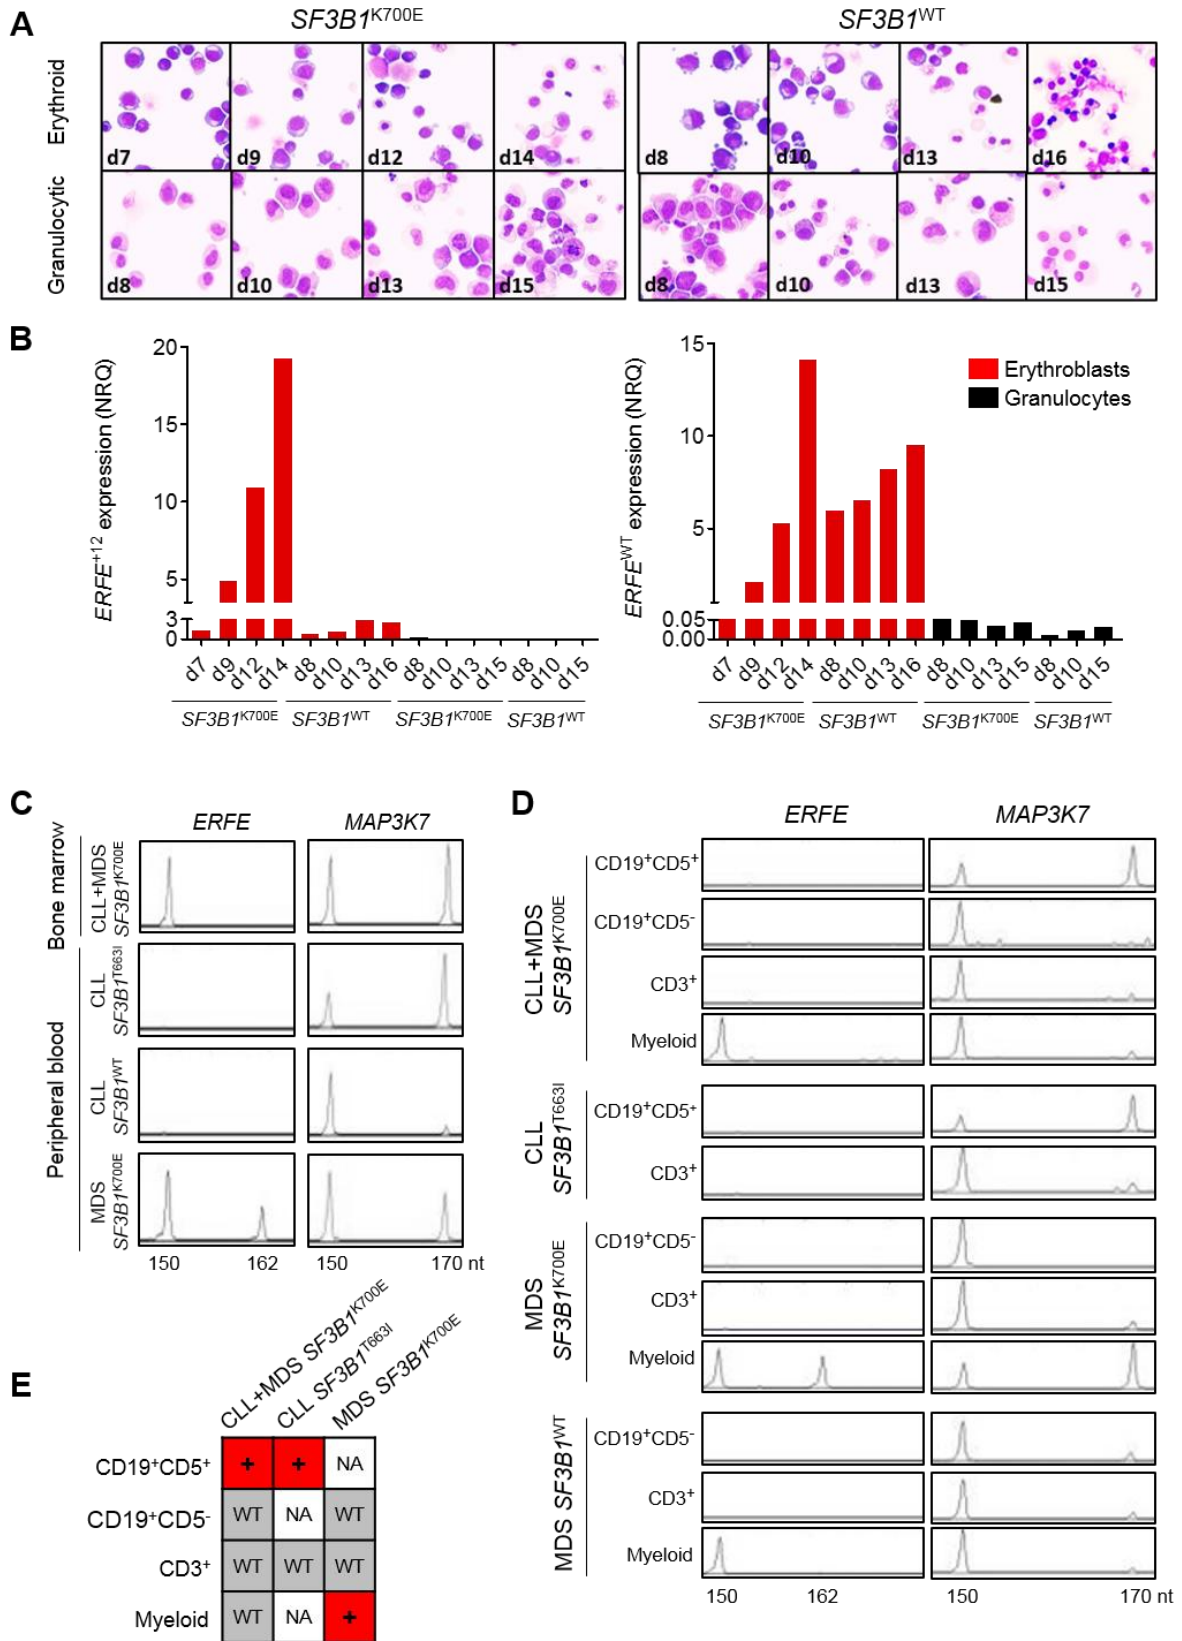 A
SF3B1K700E
SF3B1WT
Erythroid
d7
d9
d12
d14
d8
d10
d13
d16
Granulocytic
d8
d10
d13
d15
d8
d10
d13
d15
B
ERFE+12 expression (NRQ)
20
15
10
5
3
0
d7
d9
d12
d14
d8
d10
d13
d16
d8
d10
d13
d15
d8
d10
d15
SF3B1K700E
SF3B1WT
SF3B1K700E
SF3B1WT
ERFEWT expression (NRQ)
15
10
5
0.05
0.00
Erythroblasts
Granulocytes
d7
d9
d12
d14
d8
d10
d13
d16
d8
d10
d13
d15
d8
d10
d15
SF3B1K700E
SF3B1WT
SF3B1K700E
SF3B1WT
C
ERFE
MAP3K7
Bone marrow
CLL+MDS
SF3B1K700E
Peripheral blood
CLL
SF3B1T663I
CLL
SF3B1WT
MDS
SF3B1K700E
150
162
150
170 nt
D
ERFE
MAP3K7
CLL+MDS
SF3B1K700E
CD19+CD5+
CD19+CD5-
CD3+
Myeloid
CLL
SF3B1T663I
CD19+CD5+
CD3+
MDS
SF3B1K700E
CD19+CD5-
CD3+
Myeloid
MDS SF3B1WT
CD19+CD5-
CD3+
Myeloid
150
162
150
170 nt
E
CLL+MDS SF3B1K700E
CLL SF3B1T663I
MDS SF3B1K700E
CD19+CD5+ + + NA
CD19+CD5- WT NA WT
CD3+ WT WT WT
Myeloid WT NA +